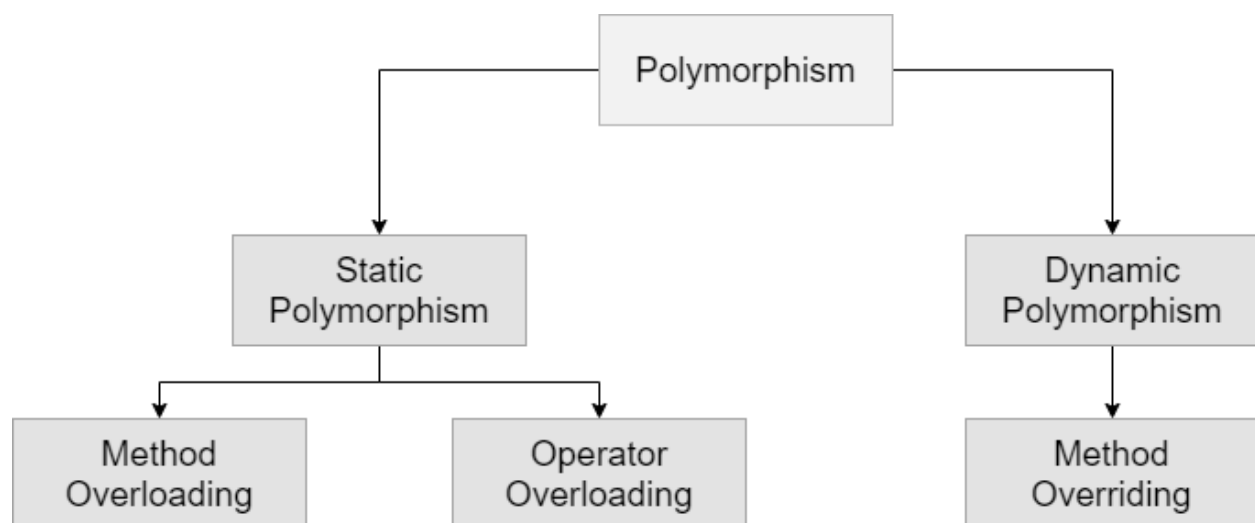 Polymorphism
Static
Polymorphism
Dynamic
Polymorphism
Method
Overloading
Operator
Overloading
Method
Overriding